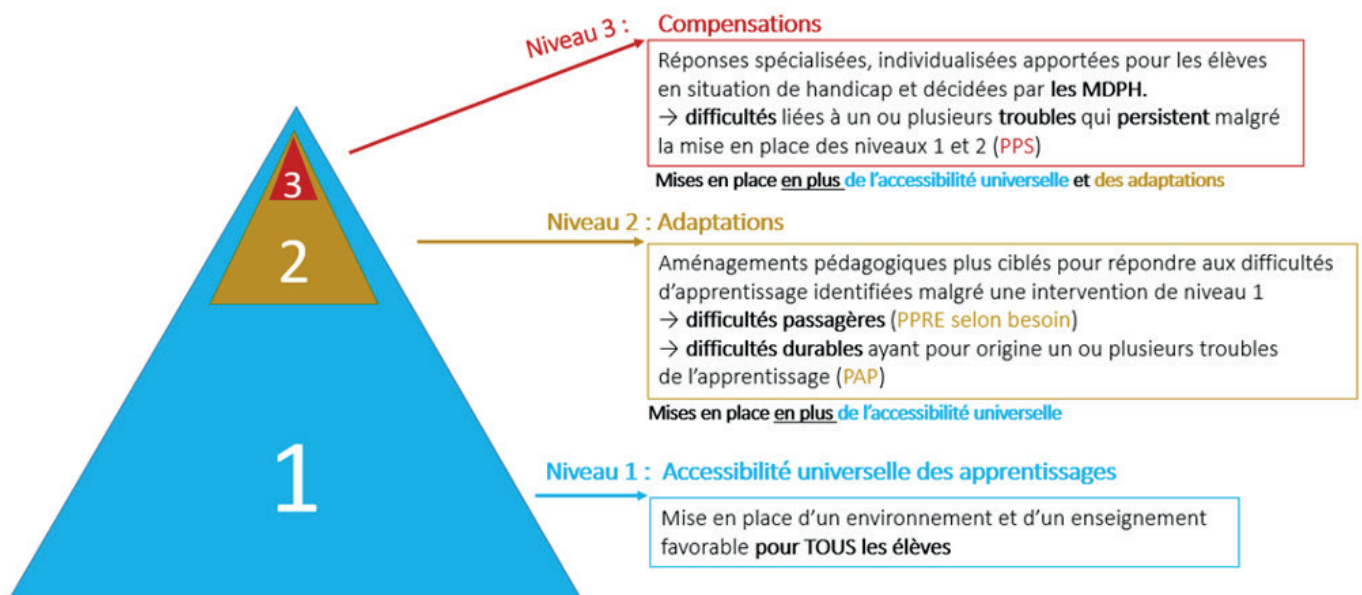 Niveau 3 : Compensations
Réponses spécialisées, individualisées apportées pour les élèves
en situation de handicap et décidées par les MDPH.
→ difficultés liées à un ou plusieurs troubles qui persistent malgré
la mise en place des niveaux 1 et 2 (PPS)
Mises en place en plus de l’accessibilité universelle et des adaptations
3
Niveau 2 : Adaptations
2
Aménagements pédagogiques plus ciblés pour répondre aux difficultés
d’apprentissage identifiées malgré une intervention de niveau 1
→ difficultés passagères (PPRE selon besoin)
→ difficultés durables ayant pour origine un ou plusieurs troubles
de l’apprentissage (PAP)
Mises en place en plus de l’accessibilité universelle
1
Niveau 1 : Accessibilité universelle des apprentissages
Mise en place d’un environnement et d’un enseignement
favorable pour TOUS les élèves